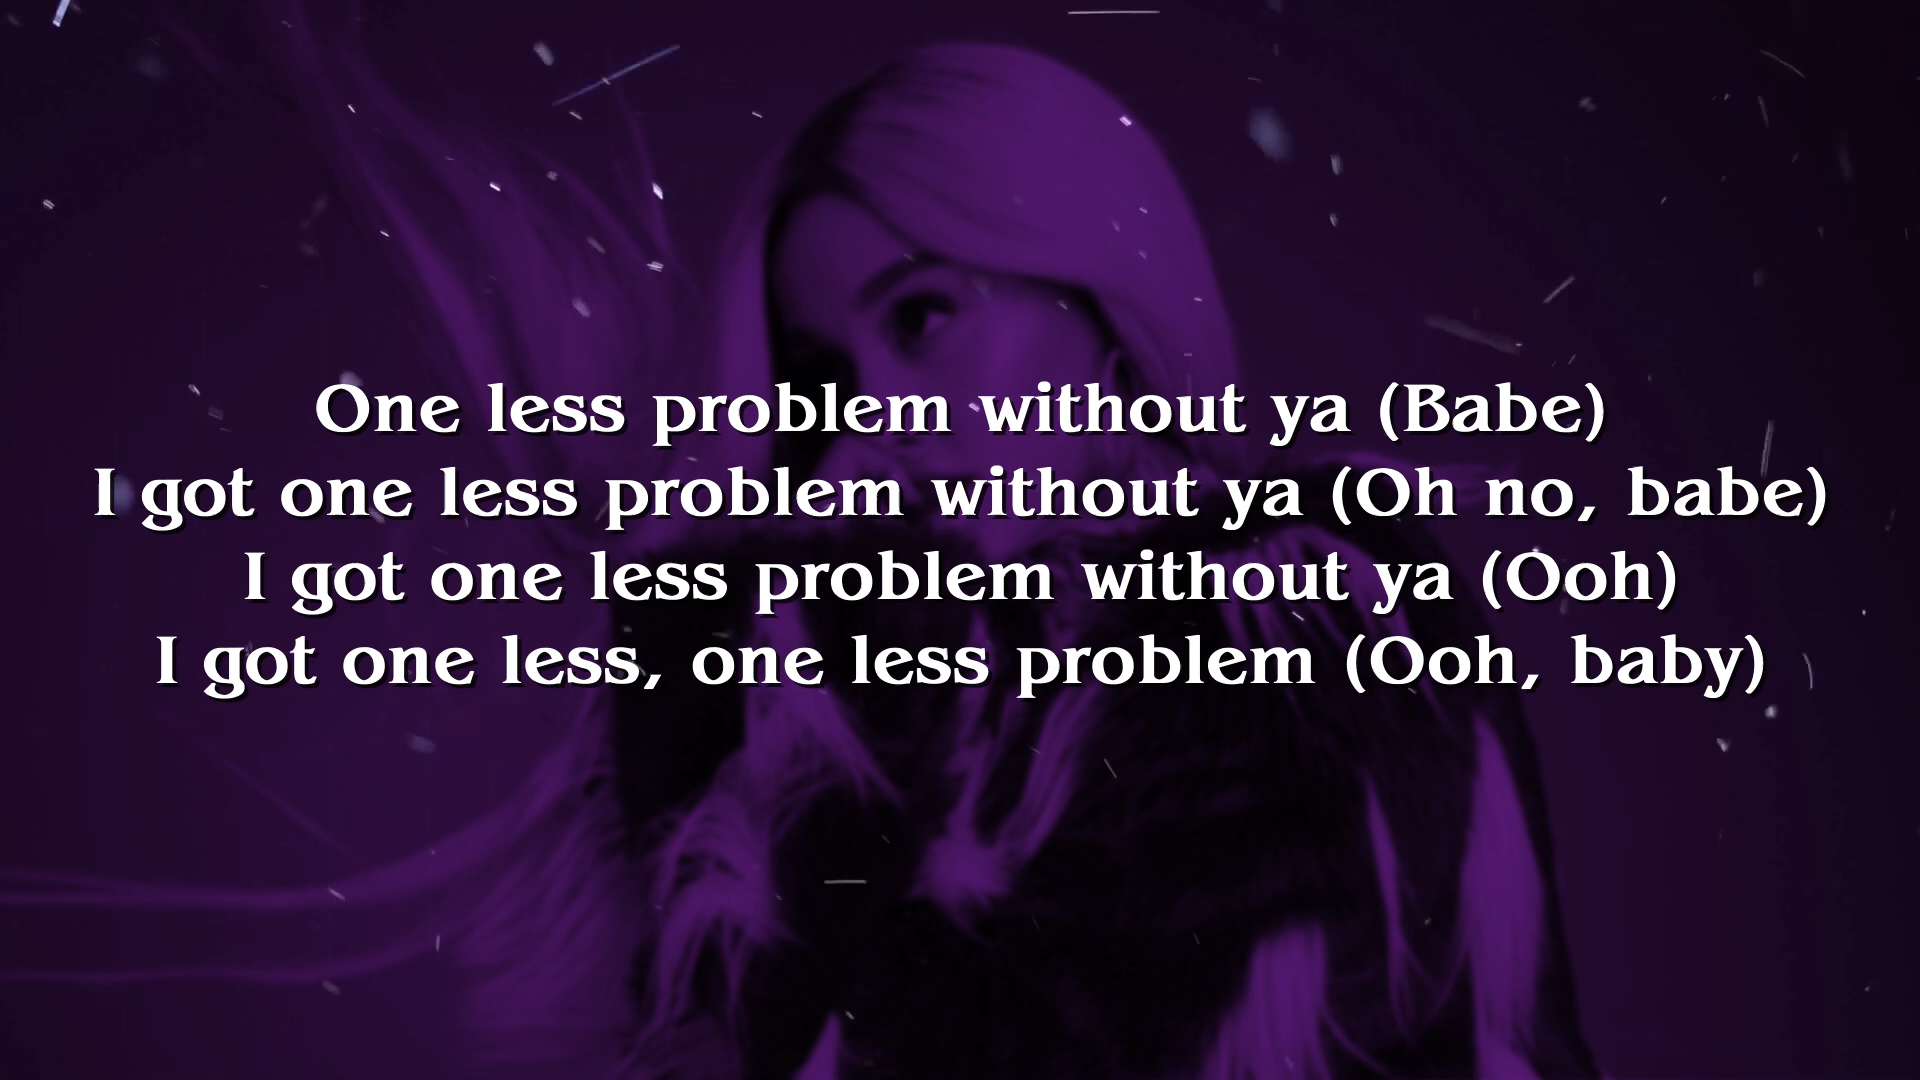 One less problem without ya (Babe)
I got one less problem without ya (Oh no, babe)
I got one less problem without ya (Ooh)
I got one less, one less problem (Ooh, baby)